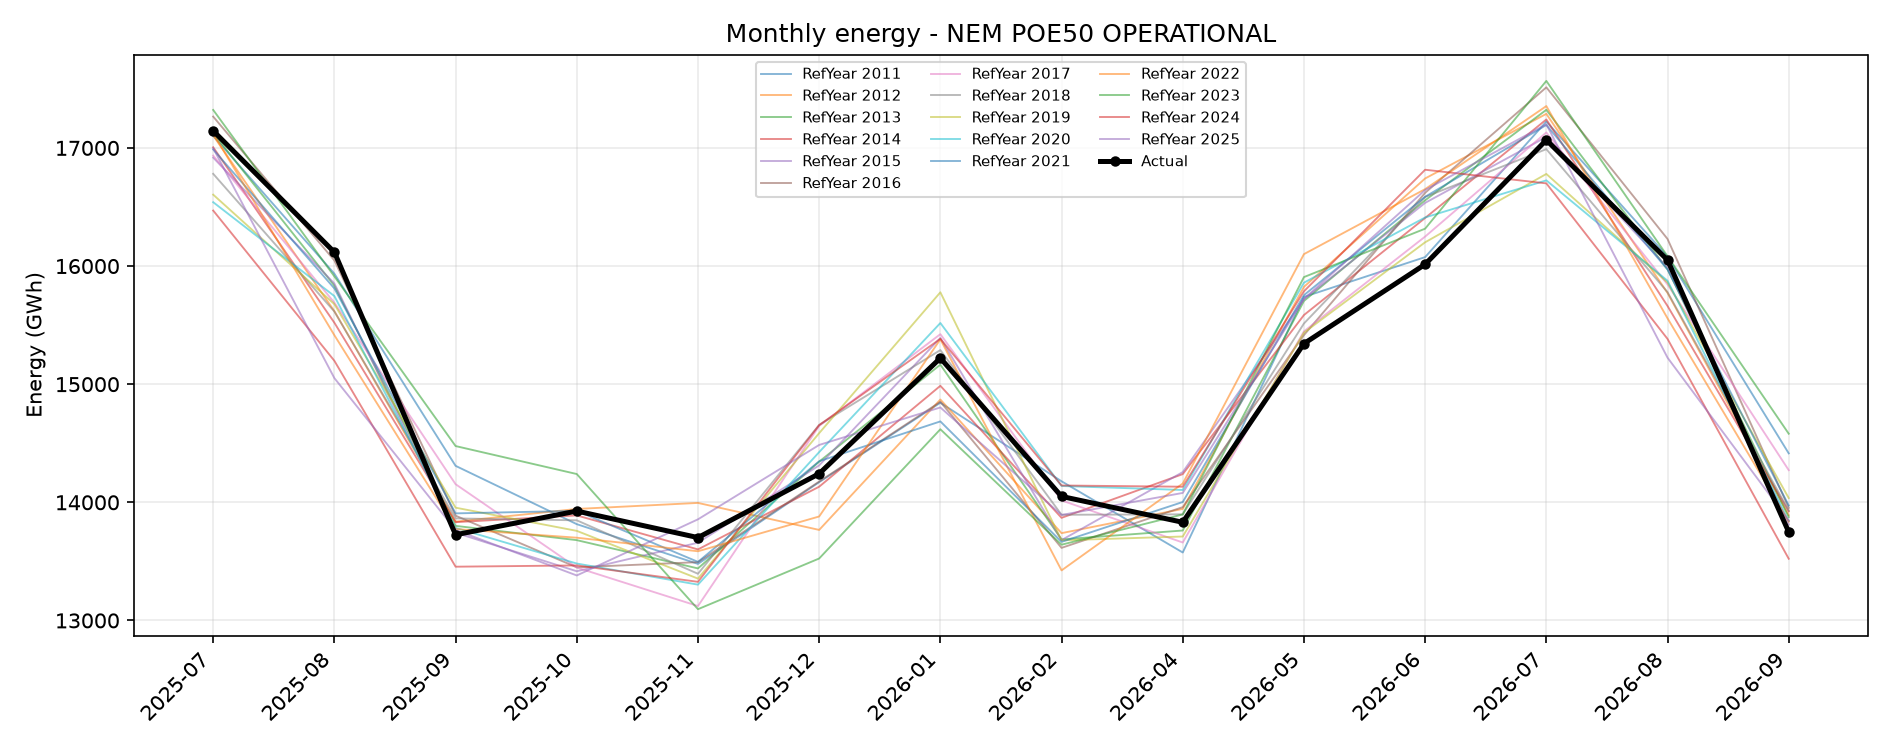 Monthly energy - NEM POE50 OPERATIONAL
RefYear 2011
RefYear 2012
RefYear 2013
RefYear 2014
RefYear 2015
RefYear 2016
RefYear 2017
RefYear 2018
RefYear 2019
RefYear 2020
RefYear 2021
RefYear 2022
RefYear 2023
RefYear 2024
RefYear 2025
Actual
Energy (GWh)
17000
16000
15000
14000
13000
2025-07
2025-08
2025-09
2025-10
2025-11
2025-12
2026-01
2026-02
2026-04
2026-05
2026-06
2026-07
2026-08
2026-09